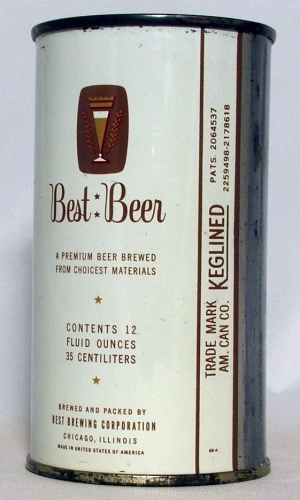 Best Beer
A PREMIUM BEER BREWED
FROM CHOICEST MATERIALS
CONTENTS 12
FLUID OUNCES
35 CENTILITERS
BREWED AND PACKED BY
BEST BREWING CORPORATION
CHICAGO, ILLINOIS
MADE IN UNITED STATES OF AMERICA
TRADE MARK KEGLINED PATS. 2064537
AM. CAN CO. 2259498-2178618